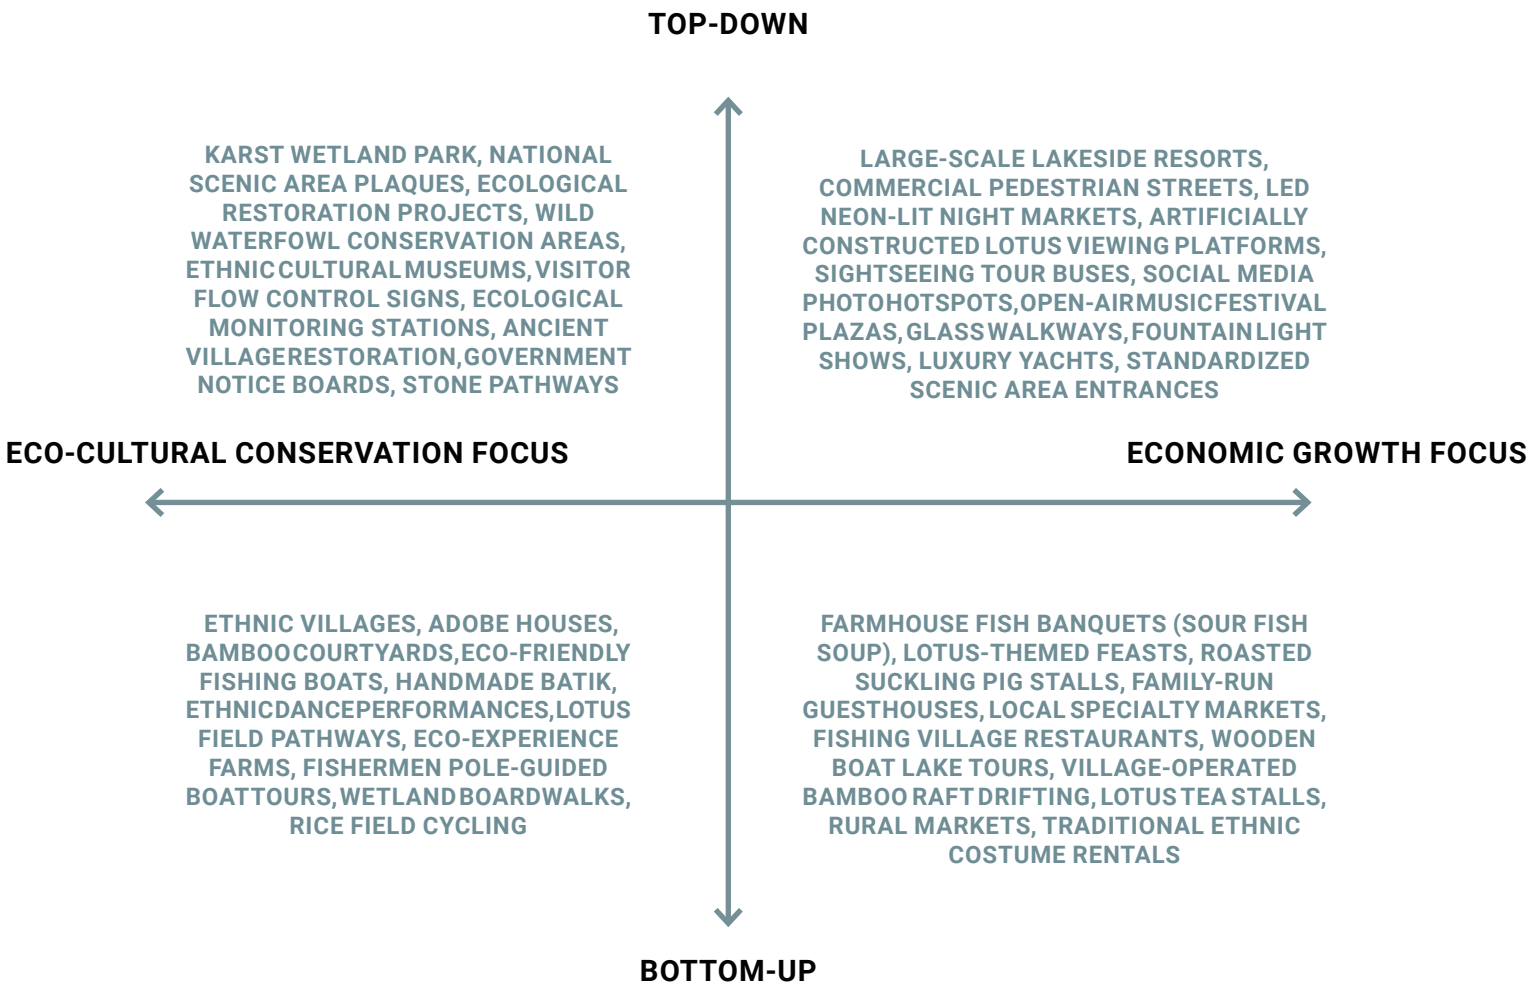 TOP-DOWN
KARST WETLAND PARK, NATIONAL
SCENIC AREA PLAQUES, ECOLOGICAL
RESTORATION PROJECTS, WILD
WATERFOWL CONSERVATION AREAS,
ETHNIC CULTURAL MUSEUMS, VISITOR
FLOW CONTROL SIGNS, ECOLOGICAL
MONITORING STATIONS, ANCIENT
VILLAGE RESTORATION, GOVERNMENT
NOTICE BOARDS, STONE PATHWAYS
LARGE-SCALE LAKESIDE RESORTS,
COMMERCIAL PEDESTRIAN STREETS, LED
NEON-LIT NIGHT MARKETS, ARTIFICIALLY
CONSTRUCTED LOTUS VIEWING PLATFORMS,
SIGHTSEEING TOUR BUSES, SOCIAL MEDIA
PHOTO HOTSPOTS, OPEN-AIR MUSIC FESTIVAL
PLAZAS, GLASS WALKWAYS, FOUNTAIN LIGHT
SHOWS, LUXURY YACHTS, STANDARDIZED
SCENIC AREA ENTRANCES
ECO-CULTURAL CONSERVATION FOCUS
ECONOMIC GROWTH FOCUS
ETHNIC VILLAGES, ADOBE HOUSES,
BAMBOO COURTYARDS, ECO-FRIENDLY
FISHING BOATS, HANDMADE BATIK,
ETHNIC DANCE PERFORMANCES, LOTUS
FIELD PATHWAYS, ECO-EXPERIENCE
FARMS, FISHERMEN POLE-GUIDED
BOAT TOURS, WETLAND BOARDWALKS,
RICE FIELD CYCLING
FARMHOUSE FISH BANQUETS (SOUR FISH
SOUP), LOTUS-THEMED FEASTS, ROASTED
SUCKLING PIG STALLS, FAMILY-RUN
GUESTHOUSES, LOCAL SPECIALTY MARKETS,
FISHING VILLAGE RESTAURANTS, WOODEN
BOAT LAKE TOURS, VILLAGE-OPERATED
BAMBOO RAFT DRIFTING, LOTUS TEA STALLS,
RURAL MARKETS, TRADITIONAL ETHNIC
COSTUME RENTALS
BOTTOM-UP